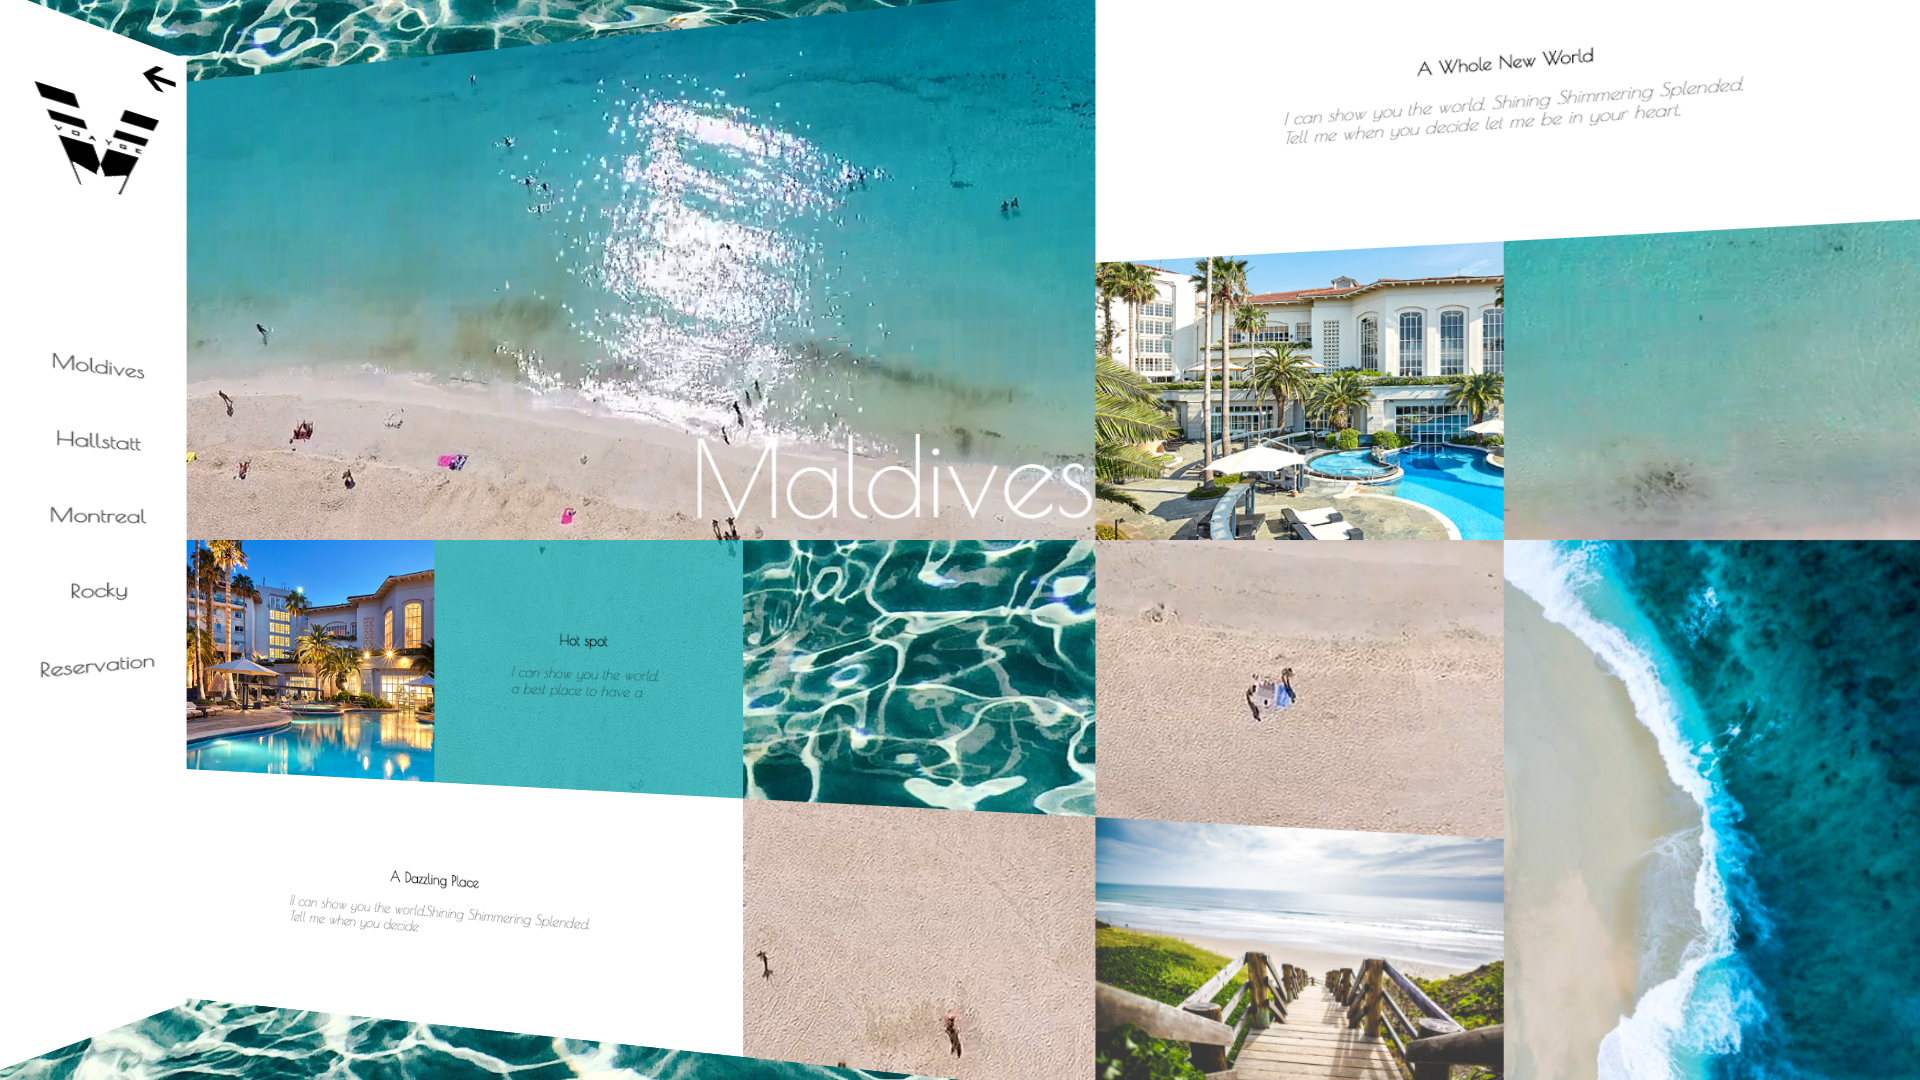 VOAYGE
Moldives
Hallstatt
Montreal
Rocky
Reservation
Maldives
A Whole New World
I can show you the world. Shining Shimmering Splended.
Tell me when you decide let me be in your heart.
Hot spot
I can show you the world,
a best place to have a
A Dazzling Place
II can show you the world..Shining Shimmering Splended.
Tell me when you decide